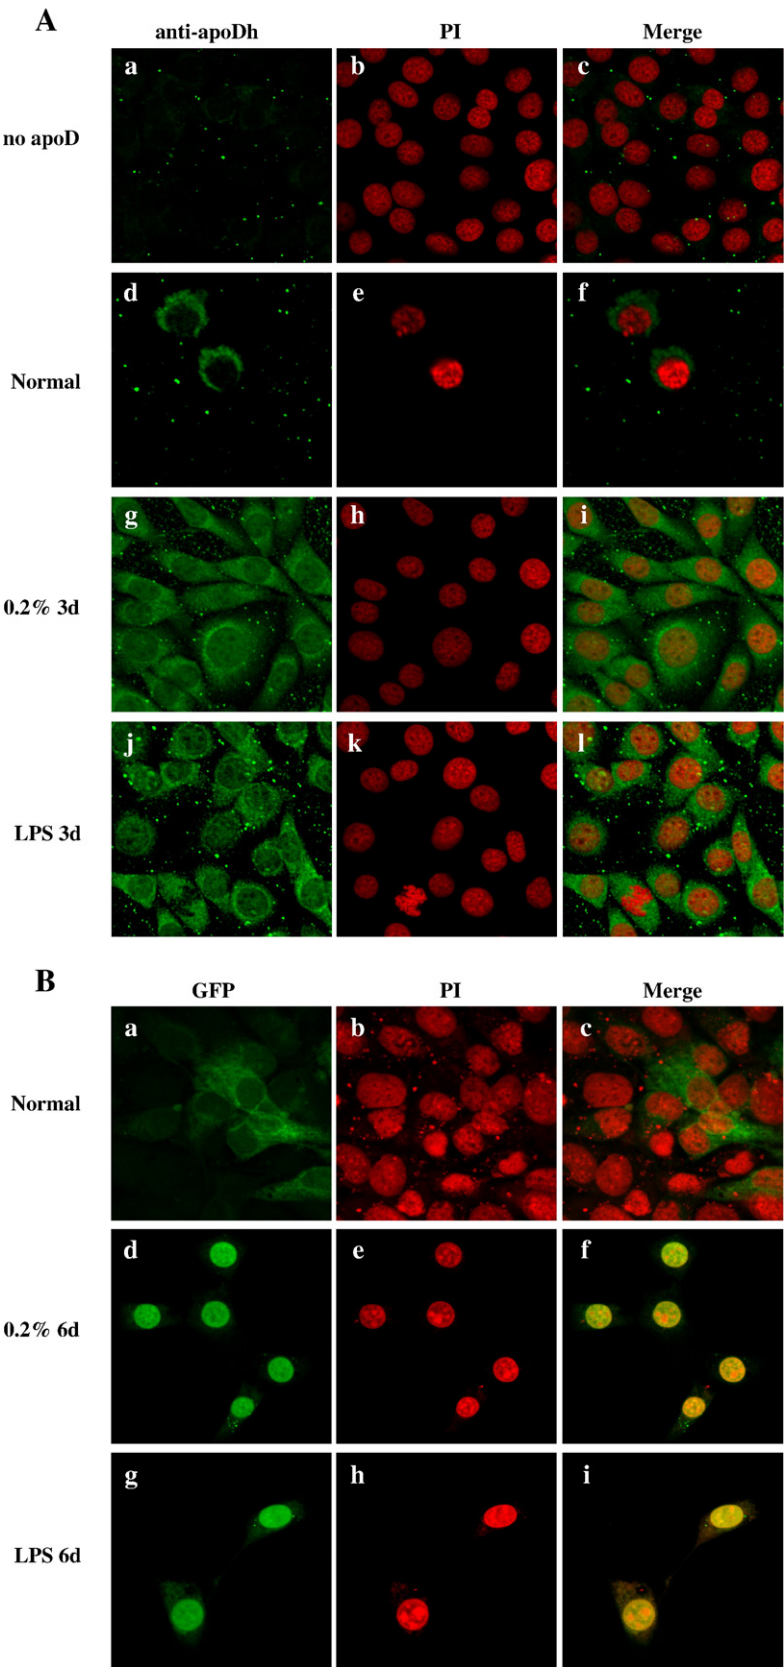 A
anti-apoDh PI Merge
no apoD a b c
Normal d e f
0.2% 3d g h i
LPS 3d j k l
B
GFP PI Merge
Normal a b c
0.2% 6d d e f
LPS 6d g h i